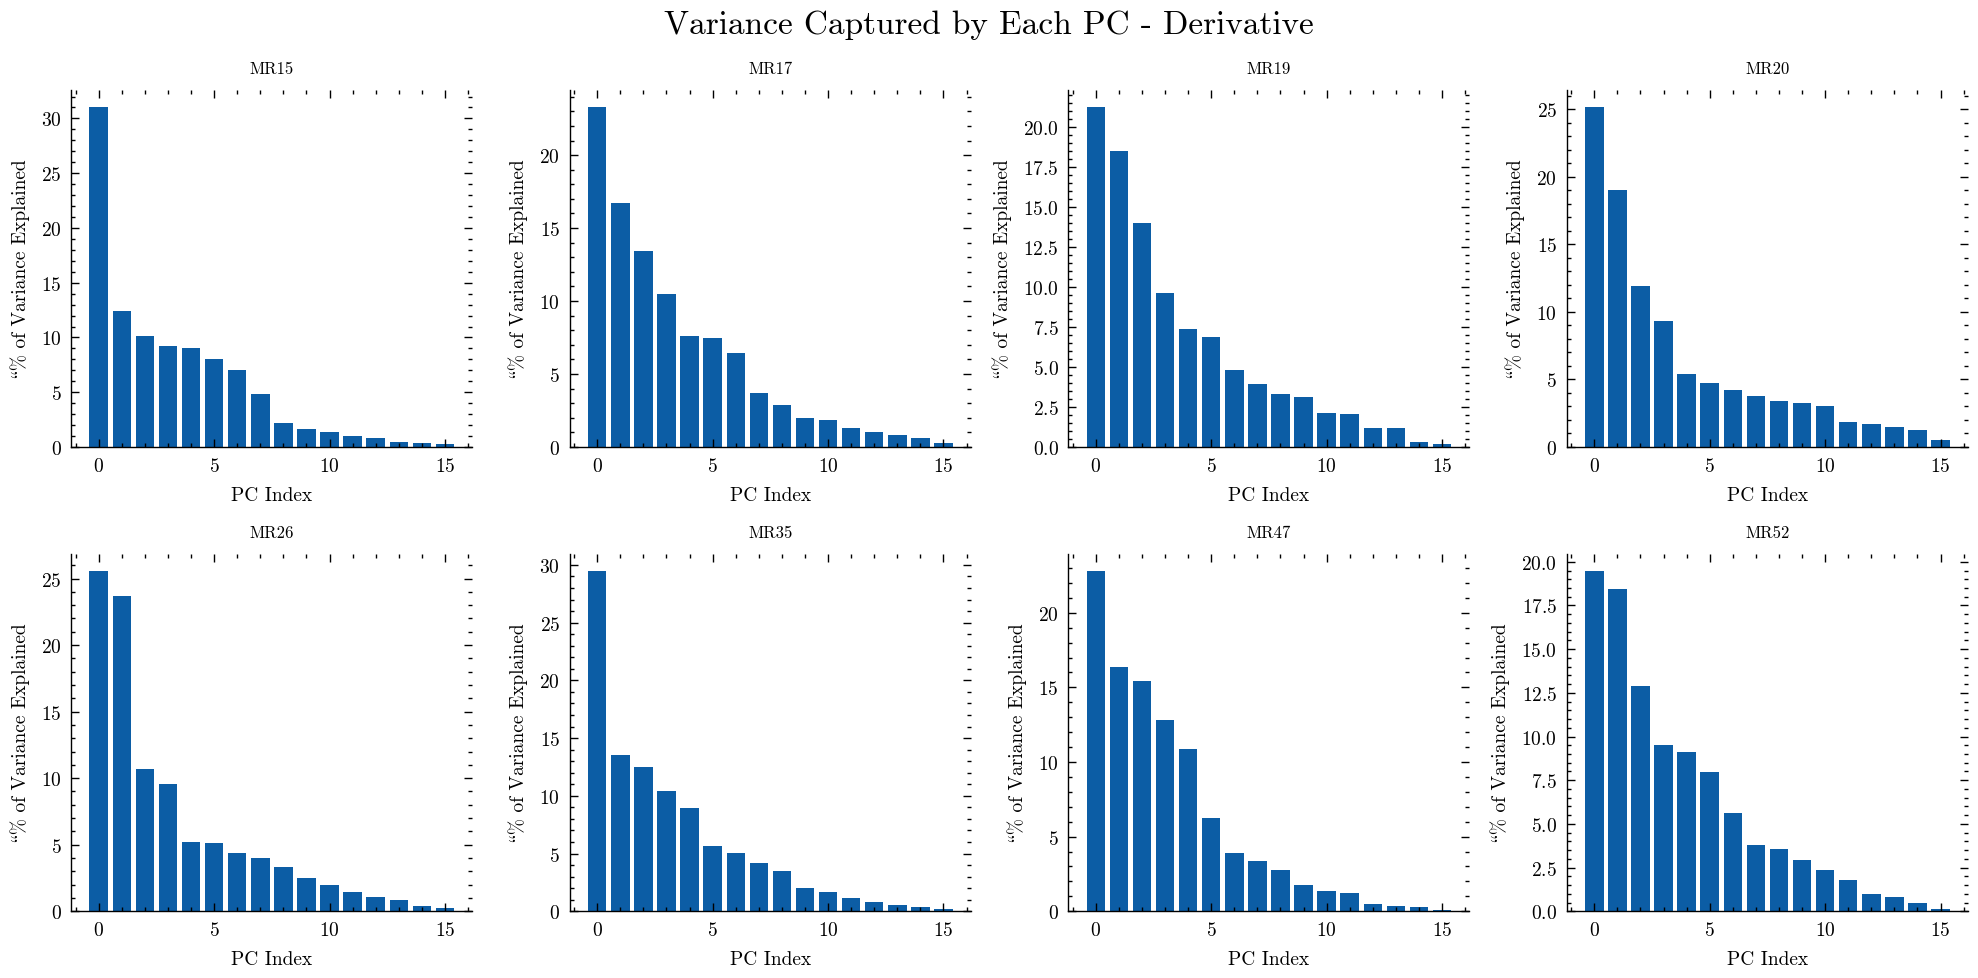 Variance Captured by Each PC - Derivative
MR15
MR17
MR19
MR20
“% of Variance Explained
30
25
20
15
10
5
0
0 5 10 15
PC Index
“% of Variance Explained
20
15
10
5
0
0 5 10 15
PC Index
“% of Variance Explained
20.0
17.5
15.0
12.5
10.0
7.5
5.0
2.5
0.0
0 5 10 15
PC Index
“% of Variance Explained
25
20
15
10
5
0
0 5 10 15
PC Index
MR26
MR35
MR47
MR52
“% of Variance Explained
25
20
15
10
5
0
0 5 10 15
PC Index
“% of Variance Explained
30
25
20
15
10
5
0
0 5 10 15
PC Index
“% of Variance Explained
20
15
10
5
0
0 5 10 15
PC Index
“% of Variance Explained
20.0
17.5
15.0
12.5
10.0
7.5
5.0
2.5
0.0
0 5 10 15
PC Index